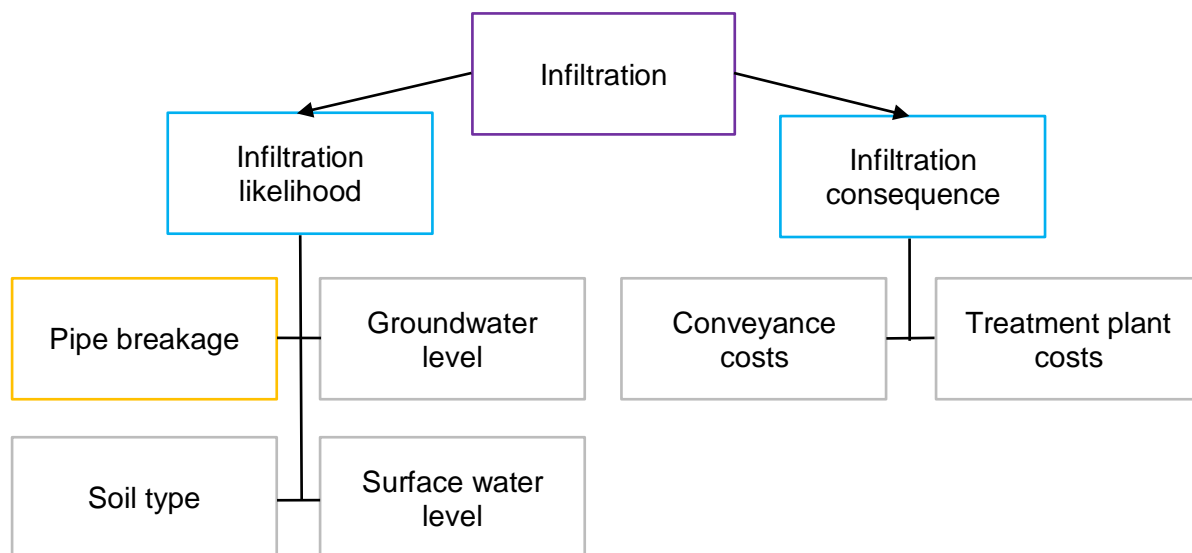 Infiltration
Infiltration
likelihood
Infiltration
consequence
Pipe breakage
Groundwater
level
Conveyance
costs
Treatment plant
costs
Soil type
Surface water
level